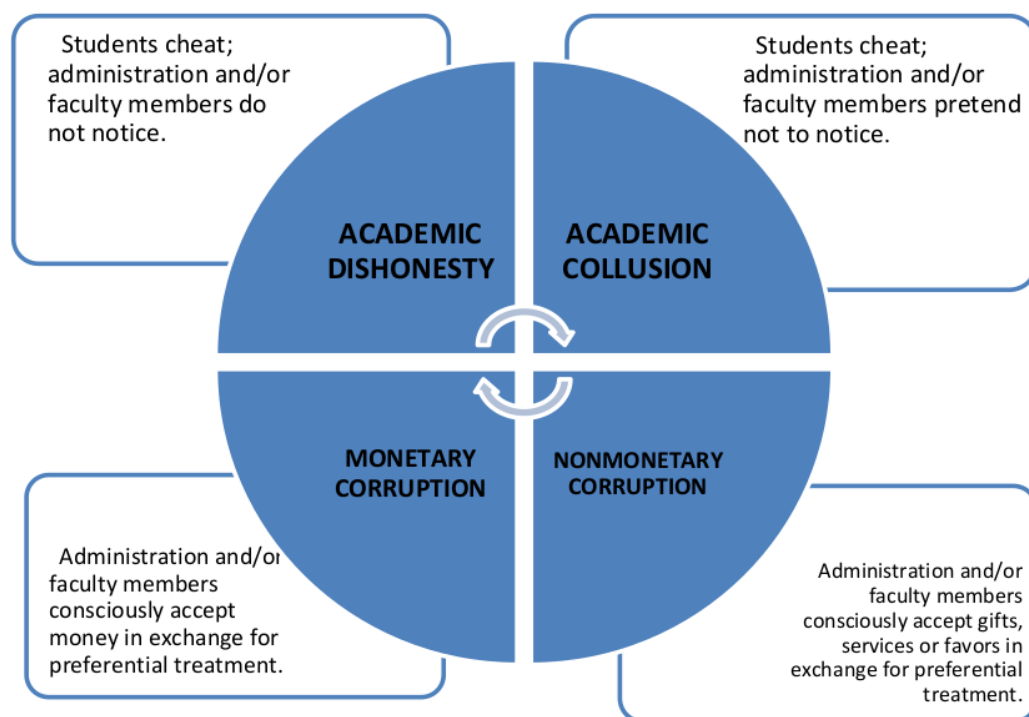 Students cheat;
administration and/or
faculty members do
not notice.
Students cheat;
administration and/or
faculty members pretend
not to notice.
ACADEMIC
DISHONESTY
ACADEMIC
COLLUSION
MONETARY
CORRUPTION
NONMONETARY
CORRUPTION
Administration and/or
faculty members
consciously accept
money in exchange for
preferential treatment.
Administration and/or
faculty members
consciously accept gifts,
services or favors in
exchange for preferential
treatment.